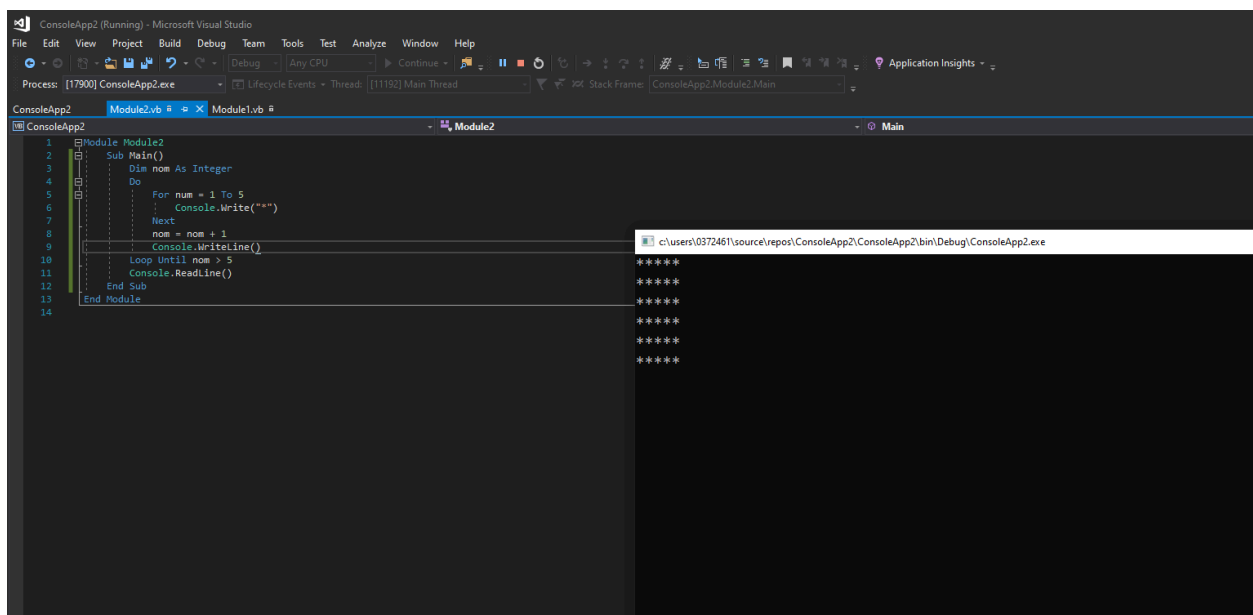 ConsoleApp2 (Running) - Microsoft Visual Studio
File Edit View Project Build Debug Team Tools Test Analyze Window Help
Debug Any CPU Continue Application Insights
Process: [17900] ConsoleApp2.exe Lifecycle Events Thread: [11192] Main Thread Stack Frame: ConsoleApp2.Module2.Main
ConsoleApp2 Module2.vb Module1.vb
VB ConsoleApp2 Module2 Main
1 Module Module2
2 Sub Main()
3 Dim nom As Integer
4 Do
5 For num = 1 To 5
6 Console.Write("*")
7 Next
8 nom = nom + 1
9 Console.WriteLine()
10 Loop Until nom > 5
11 Console.ReadLine()
12 End Sub
13 End Module
14
c:\users\0372461\source\repos\ConsoleApp2\ConsoleApp2\bin\Debug\ConsoleApp2.exe
*****
*****
*****
*****
*****
*****